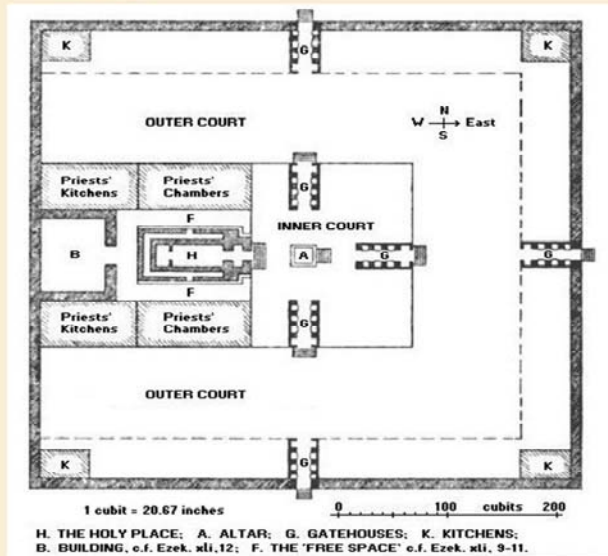 K
G
K
OUTER COURT
N
W
East
S
Priests' Kitchens
Priests' Chambers
G
F
INNER COURT
B
H
A
G
G
F
Priests' Kitchens
Priests' Chambers
G
OUTER COURT
K
G
K
1 cubit = 20.67 inches
0 100 cubits 200
H. THE HOLY PLACE; A. ALTAR; G. GATEHOUSES; K. KITCHENS;
B. BUILDING, c.f. Ezek. xli,12; F. THE 'FREE SPACE' c.f. Ezek. xli, 9-11.